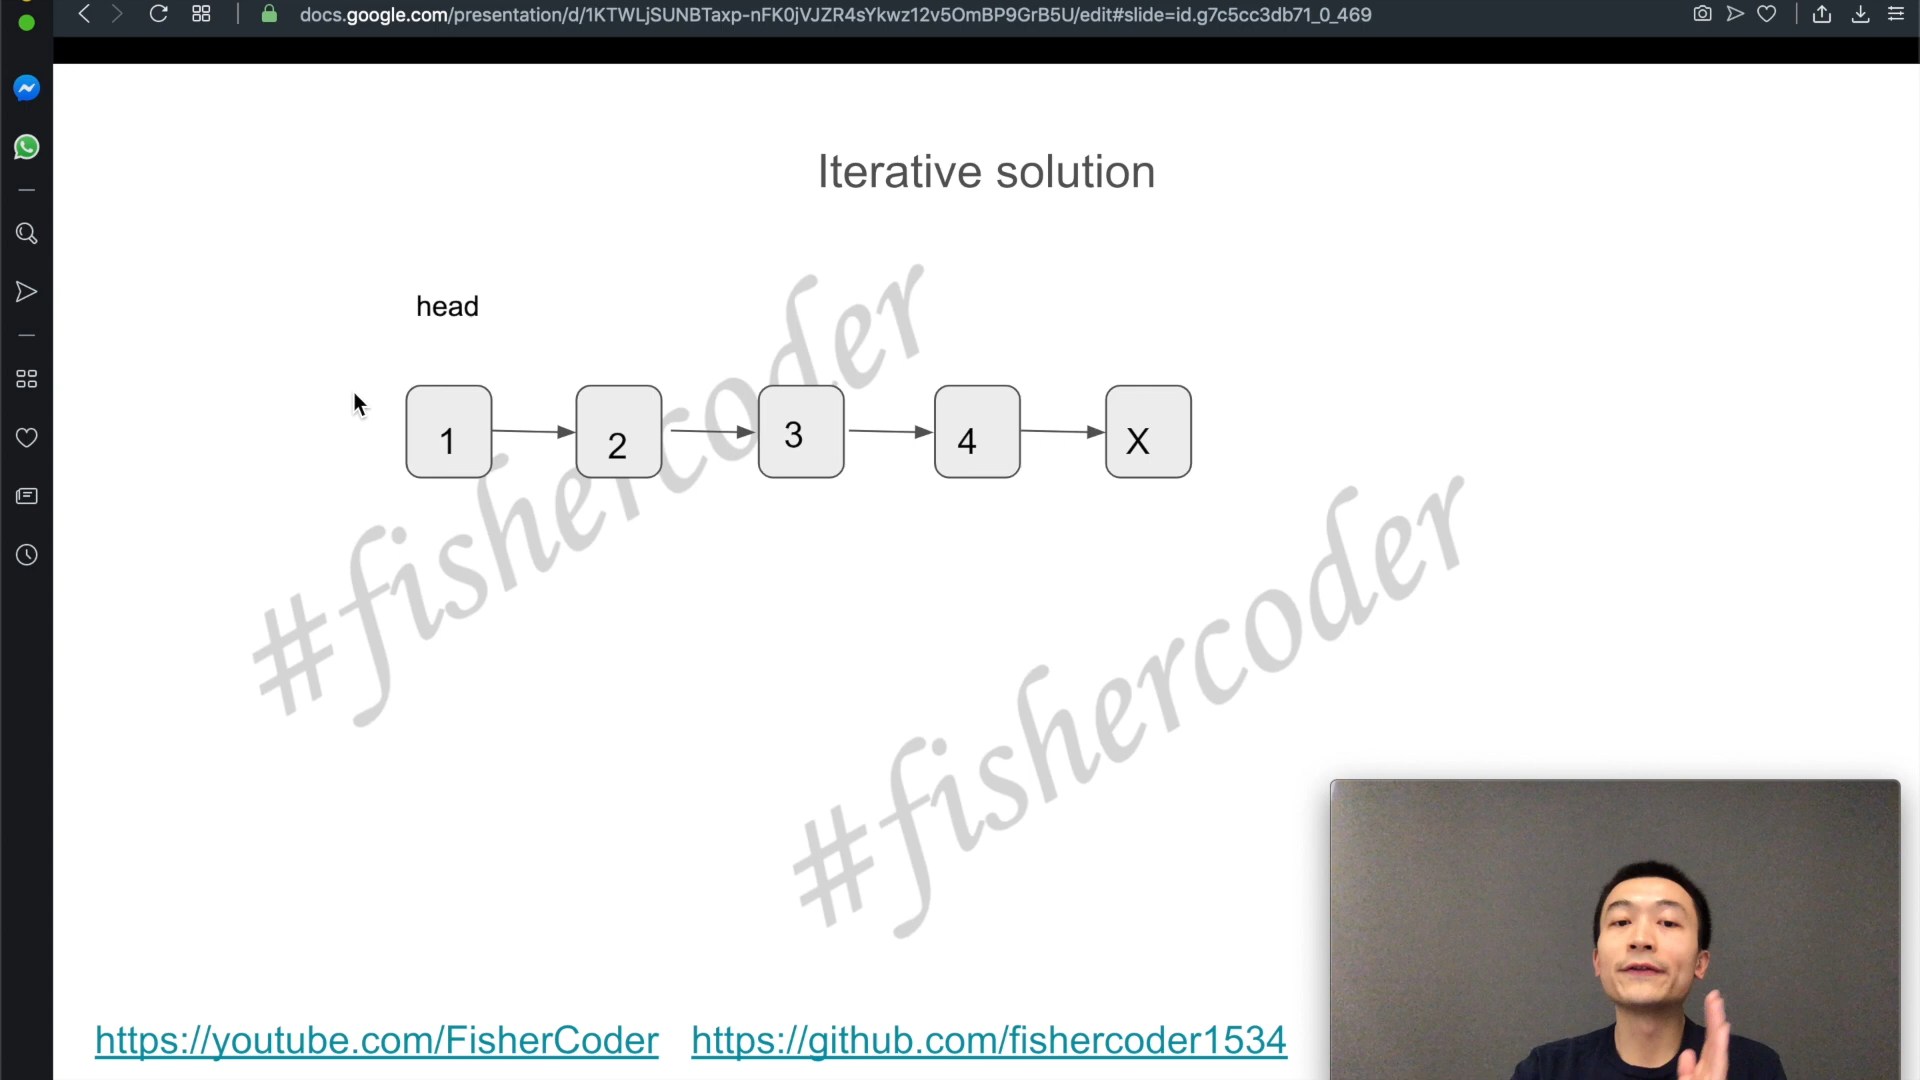 docs.google.com/presentation/d/1KTWLjSUNBTaxp-nFK0jVJZR4sYkwz12v5OmBP9GrB5U/edit#slide=id.g7c5cc3db71_0_469
Iterative solution
head
1 2 3 4 X
#fishercoder
#fishercoder
https://youtube.com/FisherCoder https://github.com/fishercoder1534